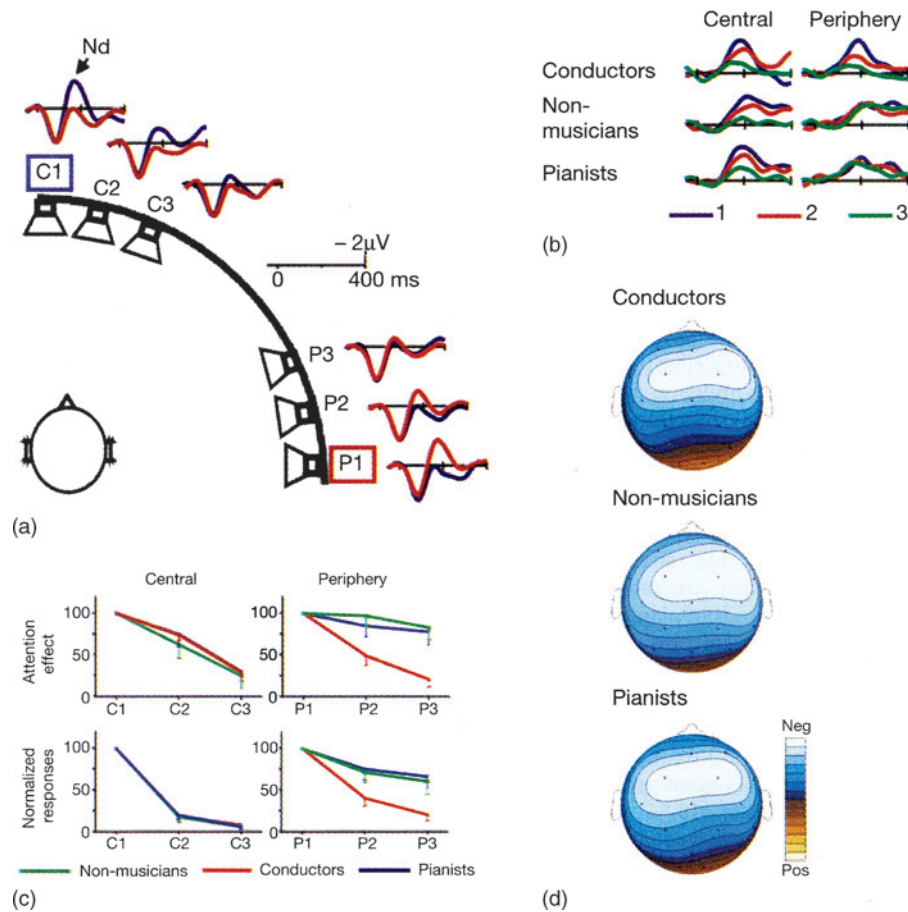 Nd
C1
C2
C3
– 2µV
0 400 ms
P3
P2
P1
(a)
Central Periphery
Conductors
Non-
musicians
Pianists
1 2 3
(b)
Central Periphery
Attention
effect
100
50
0
C1 C2 C3
100
50
0
P1 P2 P3
Normalized
responses
100
50
0
C1 C2 C3
100
50
0
P1 P2 P3
Non-musicians Conductors Pianists
(c)
Conductors
Non-musicians
Pianists
Neg
Pos
(d)